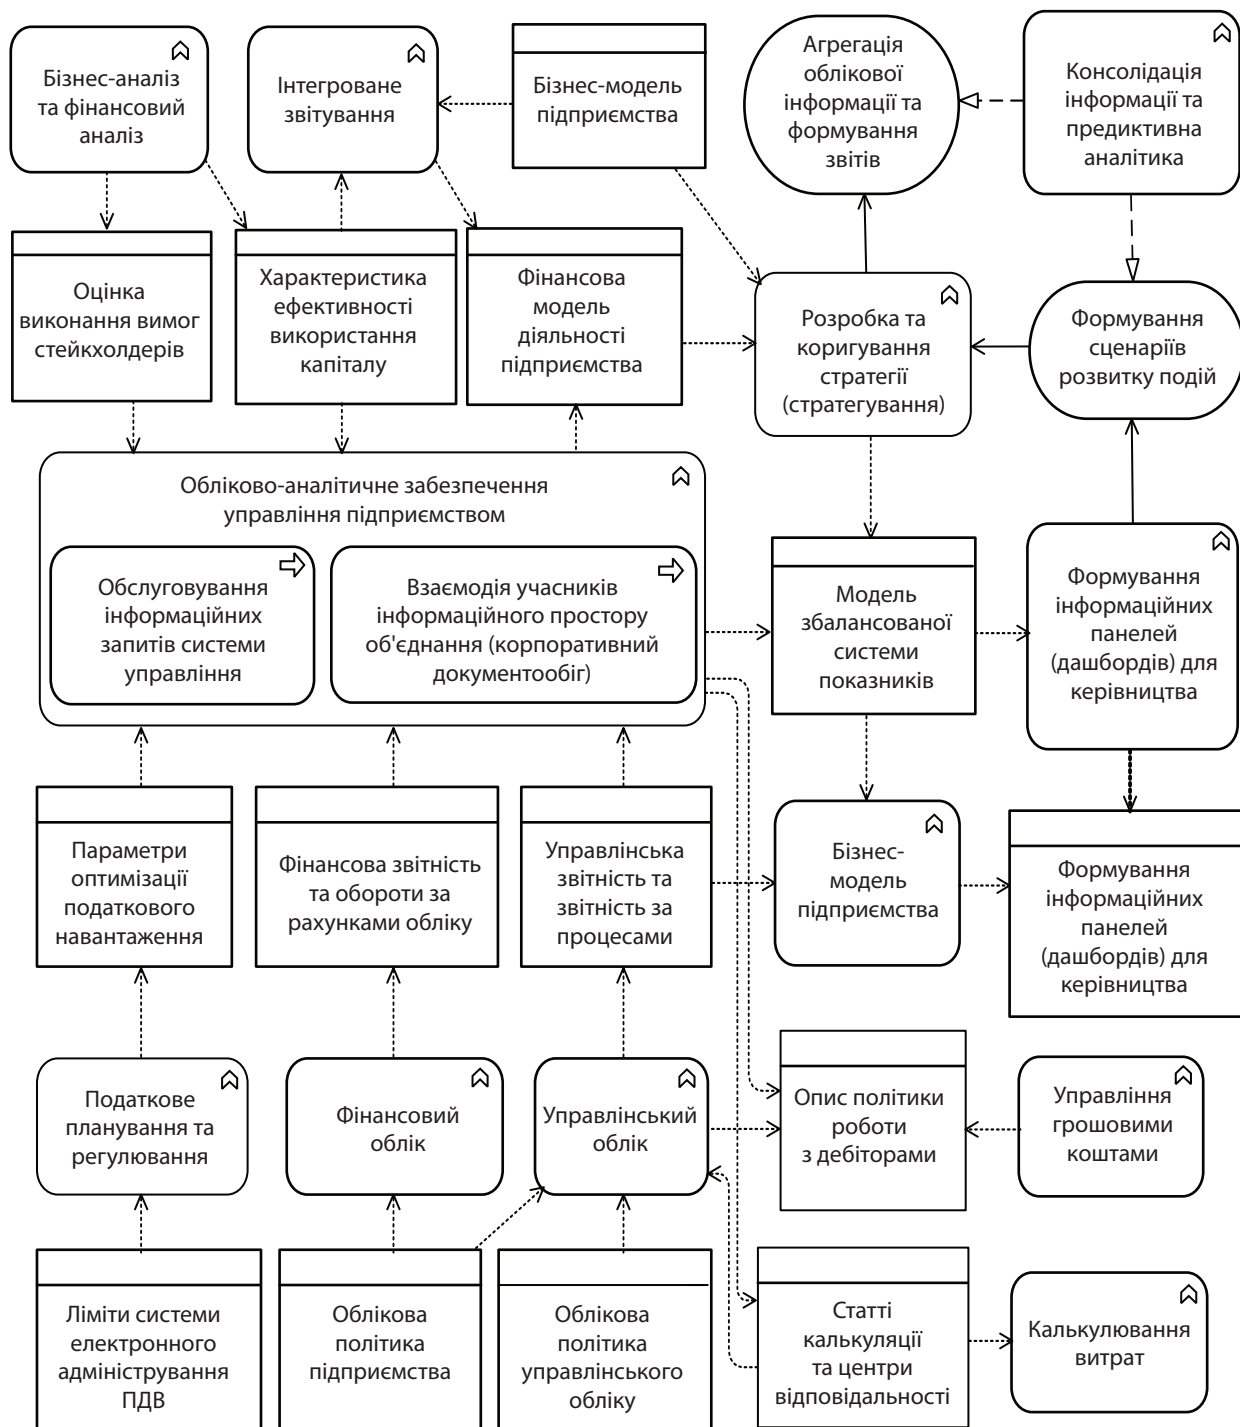 Бізнес-аналіз
та фінансовий
аналіз
Інтегроване
звітування
Бізнес-модель
підприємства
Агрегація
облікової
інформації та
формування
звітів
Консолідація
інформації та
предиктивна
аналітика
Оцінка
виконання вимог
стейкхолдерів
Характеристика
ефективності
використання
капіталу
Фінансова
модель
діяльності
підприємства
Розробка та
коригування
стратегії
(стратегування)
Формування
сценаріїв
розвитку подій
Обліково-аналітичне забезпечення
управління підприємством
Обслуговування
інформаційних
запитів системи
управління
Взаємодія учасників
інформаційного простору
об'єднання (корпоративний
документообіг)
Модель
збалансованої
системи
показників
Формування
інформаційних
панелей
(дашбордів) для
керівництва
Параметри
оптимізації
податкового
навантаження
Фінансова звітність
та обороти за
рахунками обліку
Управлінська
звітність та
звітність за
процесами
Бізнес-
модель
підприємства
Формування
інформаційних
панелей
(дашбордів) для
керівництва
Податкове
планування та
регулювання
Фінансовий
облік
Управлінський
облік
Опис політики
роботи
з дебіторами
Управління
грошовими
коштами
Ліміти системи
електронного
адміністрування
ПДВ
Облікова
політика
підприємства
Облікова
політика
управлінського
обліку
Статті
калькуляції
та центри
відповідальності
Калькулювання
витрат